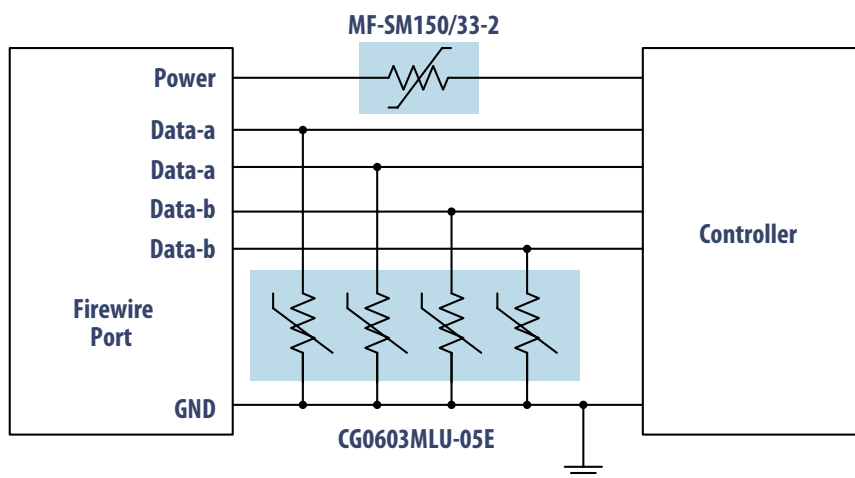 MF-SM150/33-2
Power
Data-a
Data-a
Data-b
Data-b
Controller
Firewire
Port
GND
CG0603MLU-05E